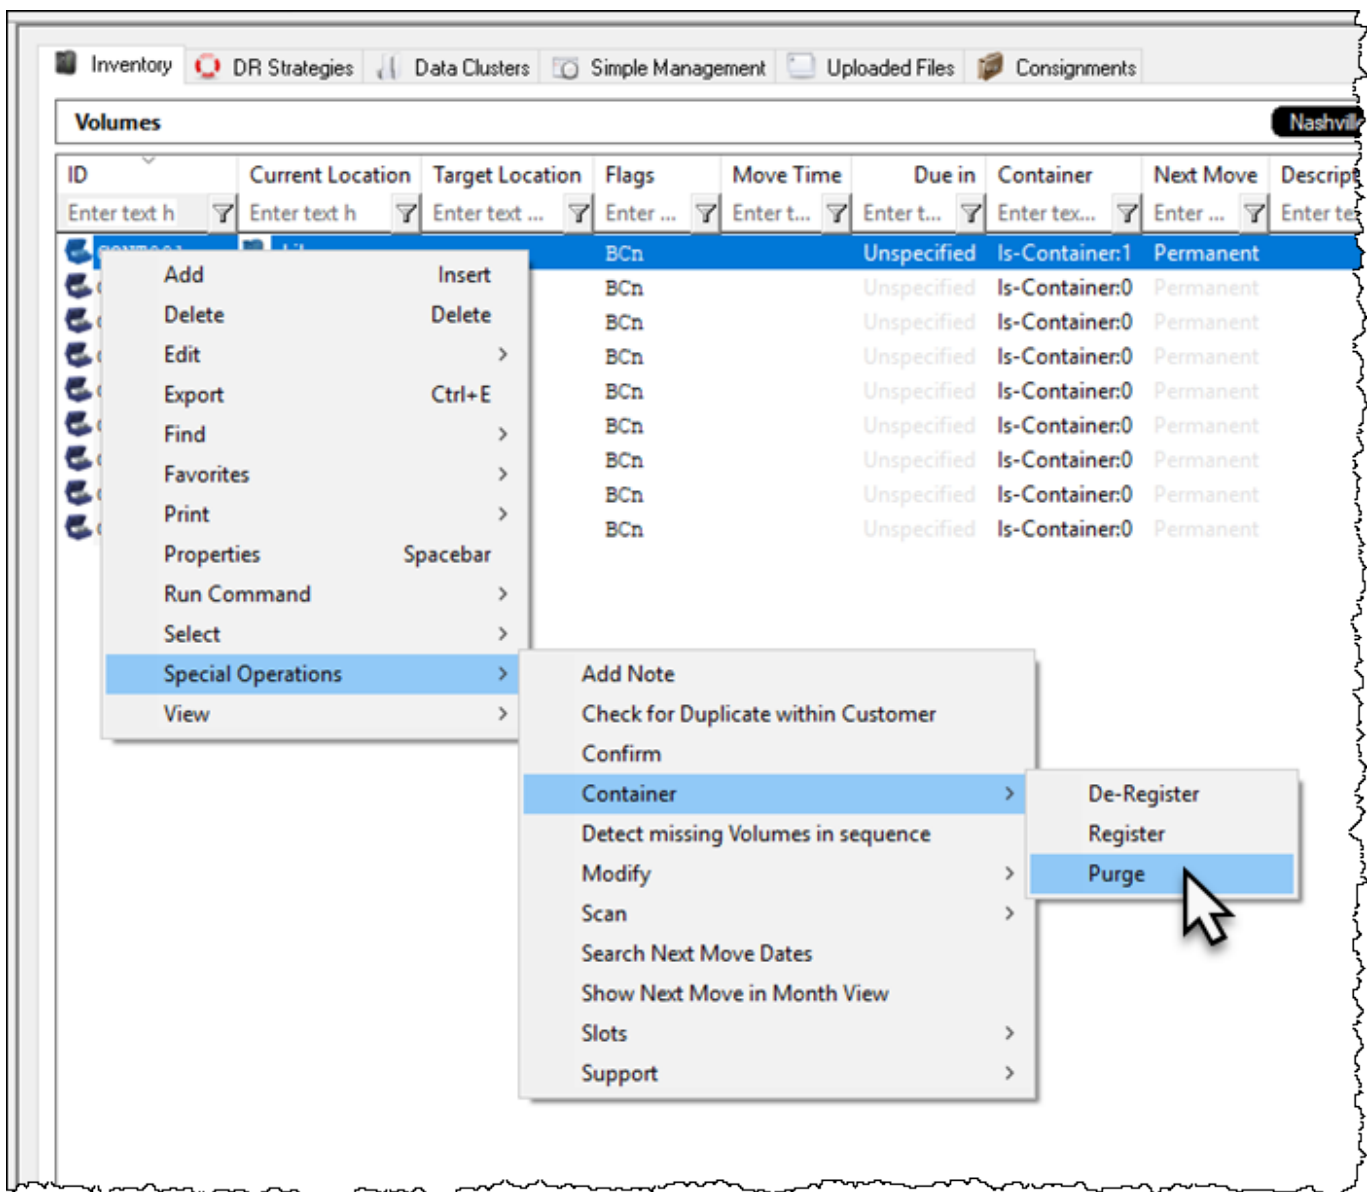 Inventory DR Strategies Data Clusters Simple Management Uploaded Files Consignments
Volumes
ID Current Location Target Location Flags Move Time Due in Container Next Move
Enter text h Enter text h Enter text ... Enter ... Enter t... Enter t... Enter tex... Enter ...
BCn Unspecified Is-Container:1 Permanent
Add Insert
BCn Unspecified Is-Container:0 Permanent
Delete Delete
BCn Unspecified Is-Container:0 Permanent
Edit
BCn Unspecified Is-Container:0 Permanent
Export Ctrl+E
BCn Unspecified Is-Container:0 Permanent
Find
BCn Unspecified Is-Container:0 Permanent
Favorites
BCn Unspecified Is-Container:0 Permanent
BCn Unspecified Is-Container:0 Permanent
Print
BCn Unspecified Is-Container:0 Permanent
Properties Spacebar
Run Command
Select
Special Operations
View
Add Note
Check for Duplicate within Customer
Confirm
Container
Detect missing Volumes in sequence
Modify
Scan
Search Next Move Dates
Show Next Move in Month View
Slots
Support
De-Register
Register
Purge